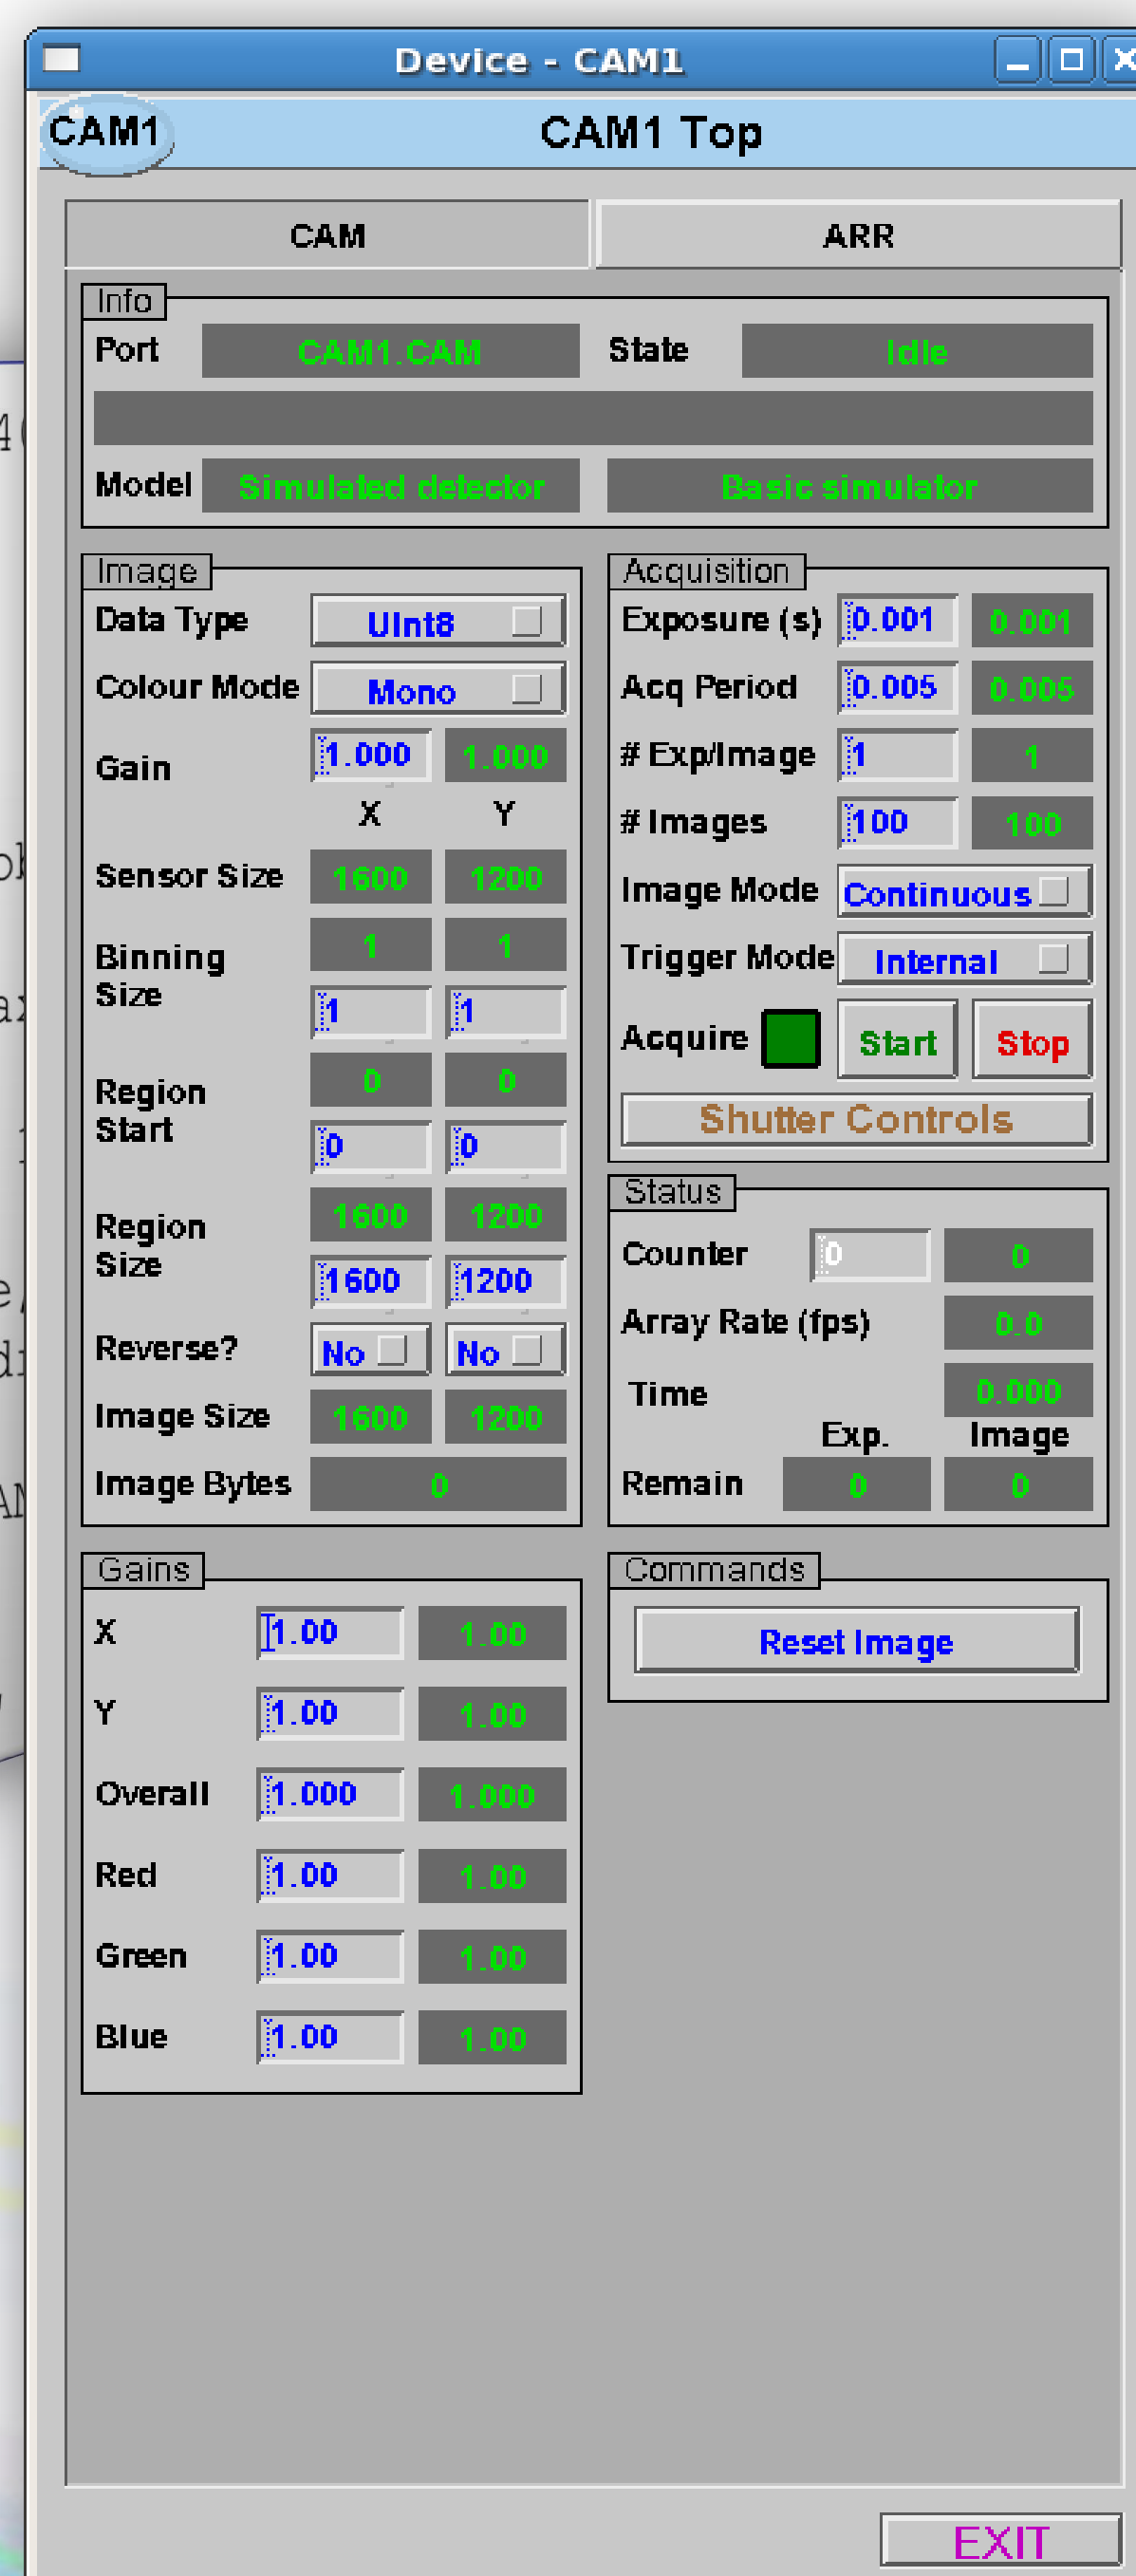 Device - CAM1
CAM1 CAM1 Top
CAM ARR
Info
Port CAM1.CAM State Idle
Model Simulated detector Basic simulator
Image
Data Type UInt8
Colour Mode Mono
Gain 1.000 1.000
X Y
Sensor Size 1600 1200
Binning Size 1 1
1 1
Region Start 0 0
0 0
Region Size 1600 1200
1600 1200
Reverse? No No
Image Size 1600 1200
Image Bytes 0
Acquisition
Exposure (s) 0.001 0.001
Acq Period 0.005 0.005
# Exp/Image 1 1
# Images 100 100
Image Mode Continuous
Trigger Mode Internal
Acquire Start Stop
Shutter Controls
Status
Counter 0 0
Array Rate (fps) 0.0
Time 0.000
Exp. Image
Remain 0 0
Gains
X 1.00 1.00
Y 1.00 1.00
Overall 1.000 1.000
Red 1.00 1.00
Green 1.00 1.00
Blue 1.00 1.00
Commands
Reset Image
EXIT